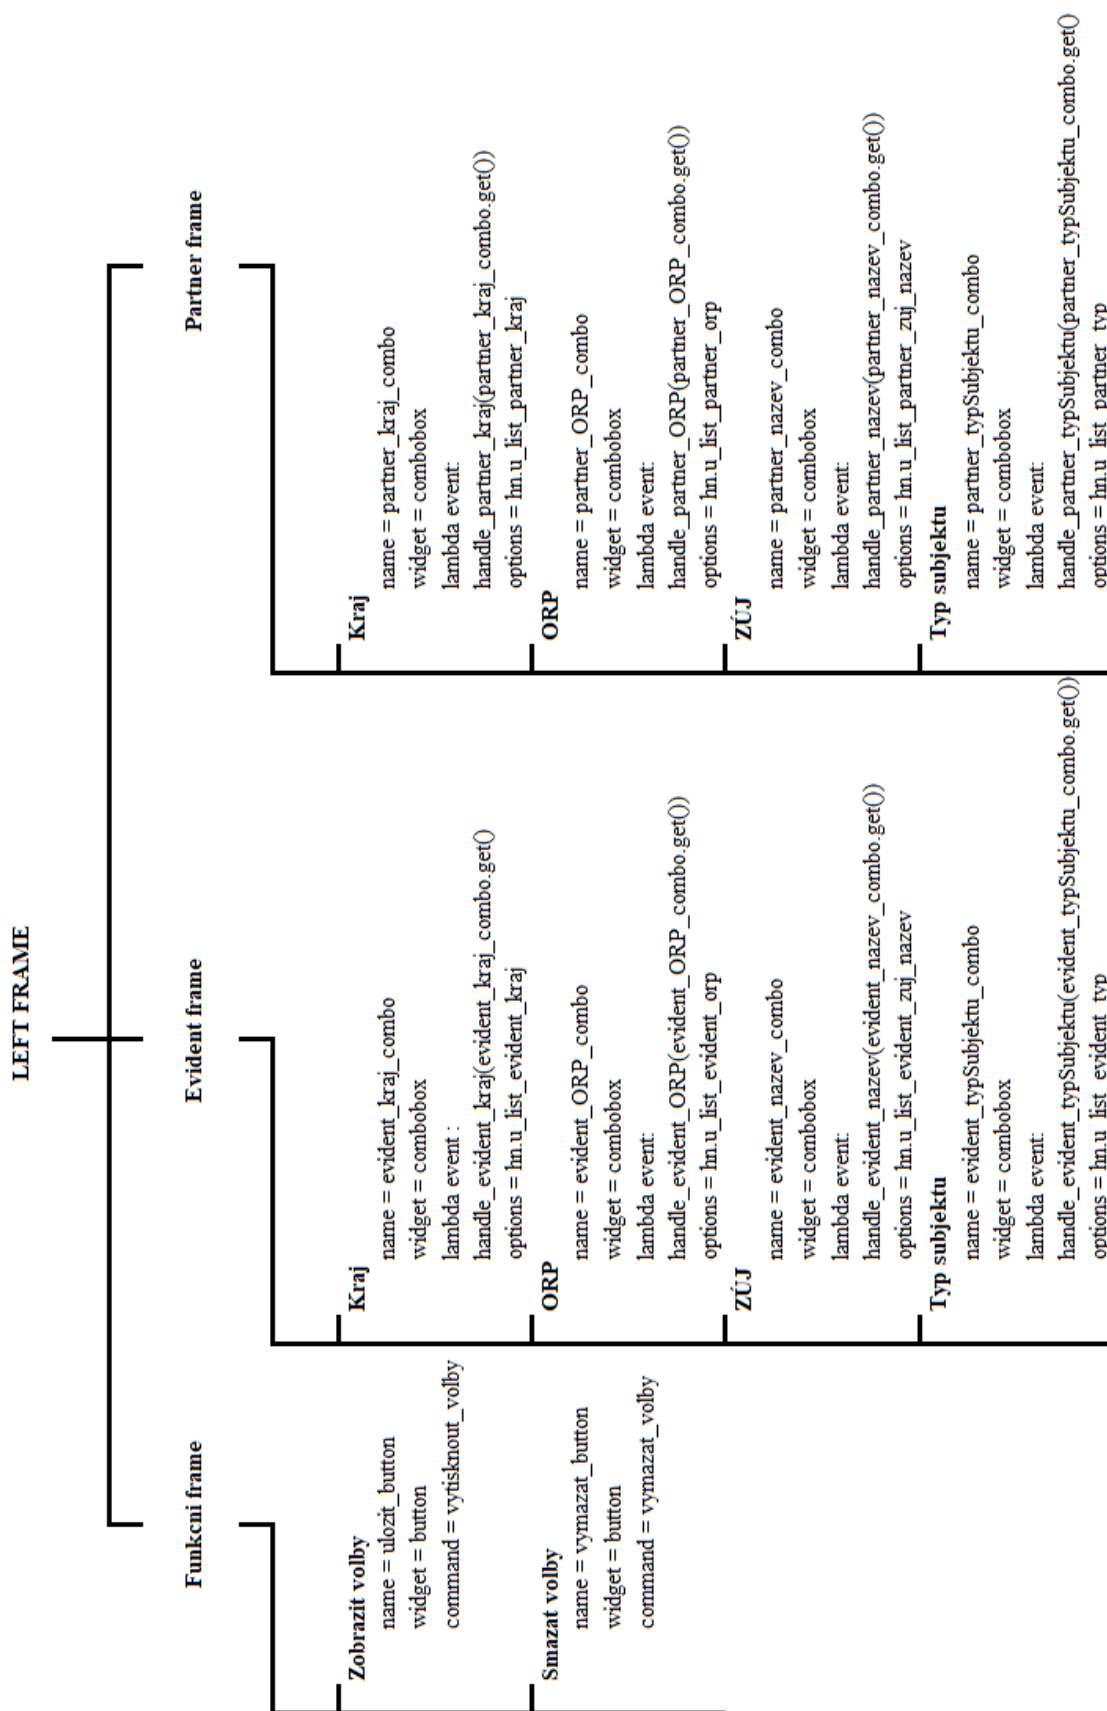 LEFT FRAME
Funkcni frame
Zobrazit volby
name = ulozit_button
widget = button
command = vytisknout_volby
Smazat volby
name = vymazat_button
widget = button
command = vymazat_volby
Evident frame
Kraj
name = evident_kraj_combo
widget = combobox
lambda event :
handle_evident_kraj(evident_kraj_combo.get()
options = hn.u_list_evident_kraj
ORP
name = evident_ORP_combo
widget = combobox
lambda event:
handle_evident_ORP(evident_ORP_combo.get())
options = hn.u_list_evident_orp
ZÚJ
name = evident_nazev_combo
widget = combobox
lambda event:
handle_evident_nazev(evident_nazev_combo.get())
options = hn.u_list_evident_zuj_nazev
Typ subjektu
name = evident_typSubjektu_combo
widget = combobox
lambda event:
handle_evident_typSubjektu(evident_typSubjektu_combo.get())
options = hn.u_list_evident_typ
Partner frame
Kraj
name = partner_kraj_combo
widget = combobox
lambda event:
handle_partner_kraj(partner_kraj_combo.get())
options = hn.u_list_partner_kraj
ORP
name = partner_ORP_combo
widget = combobox
lambda event:
handle_partner_ORP(partner_ORP_combo.get())
options = hn.u_list_partner_orp
ZÚJ
name = partner_nazev_combo
widget = combobox
lambda event:
handle_partner_nazev(partner_nazev_combo.get())
options = hn.u_list_partner_zuj_nazev
Typ subjektu
name = partner_typSubjektu_combo
widget = combobox
lambda event:
handle_partner_typSubjektu(partner_typSubjektu_combo.get()
options = hn.u_list_partner_typ